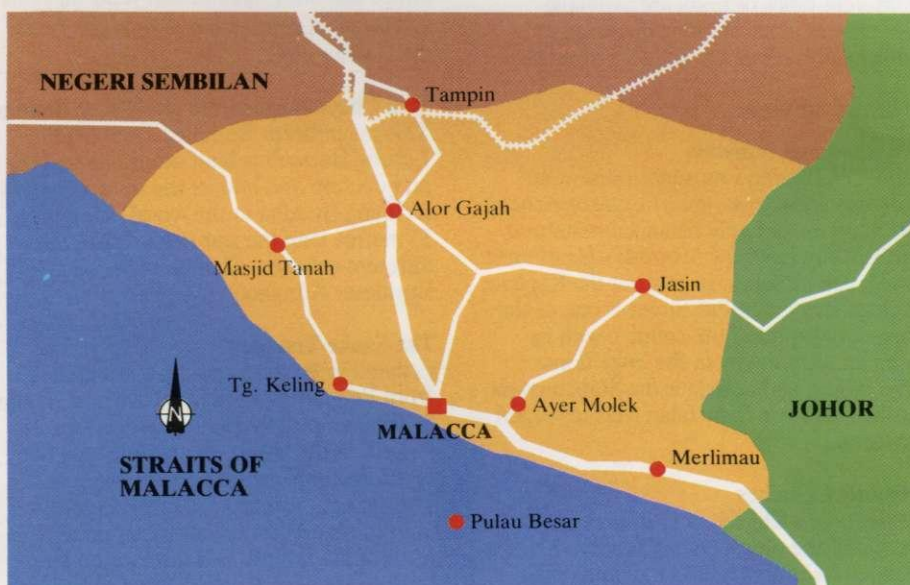 NEGERI SEMBILAN
Tampin
Alor Gajah
Masjid Tanah
Jasin
Tg. Keling
Ayer Molek
MALACCA
JOHOR
N
STRAITS OF
MALACCA
Merlimau
Pulau Besar